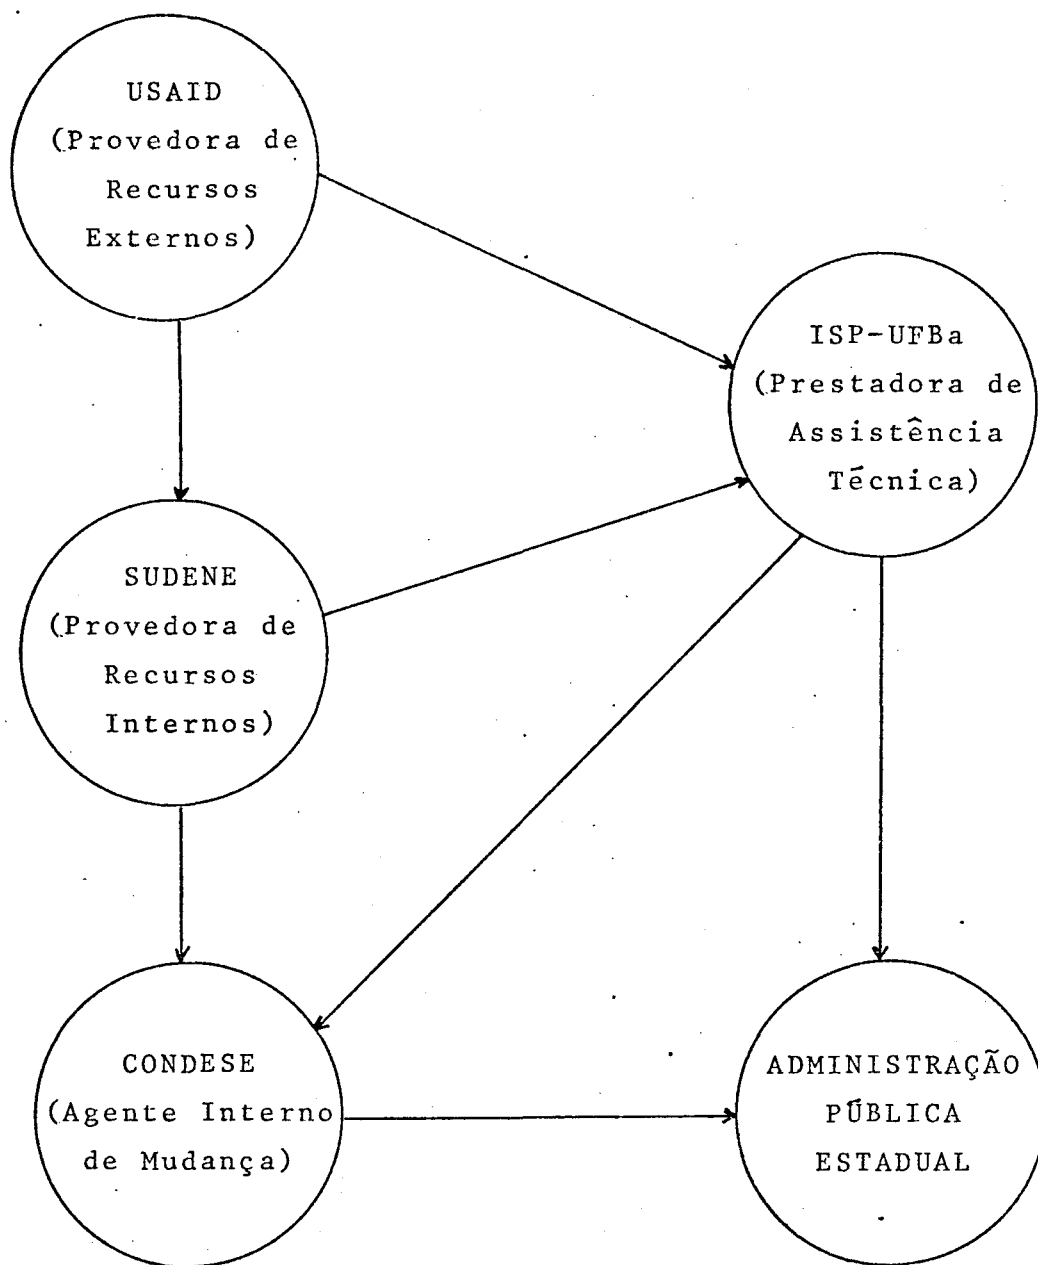 USAID
(Provedora de
Recursos
Externos)
ISP-UFBa
(Prestadora de
Assistência
Técnica)
SUDENE
(Provedora de
Recursos
Internos)
CONDESE
(Agente Interno
de Mudança)
ADMINISTRAÇÃO
PÚBLICA
ESTADUAL